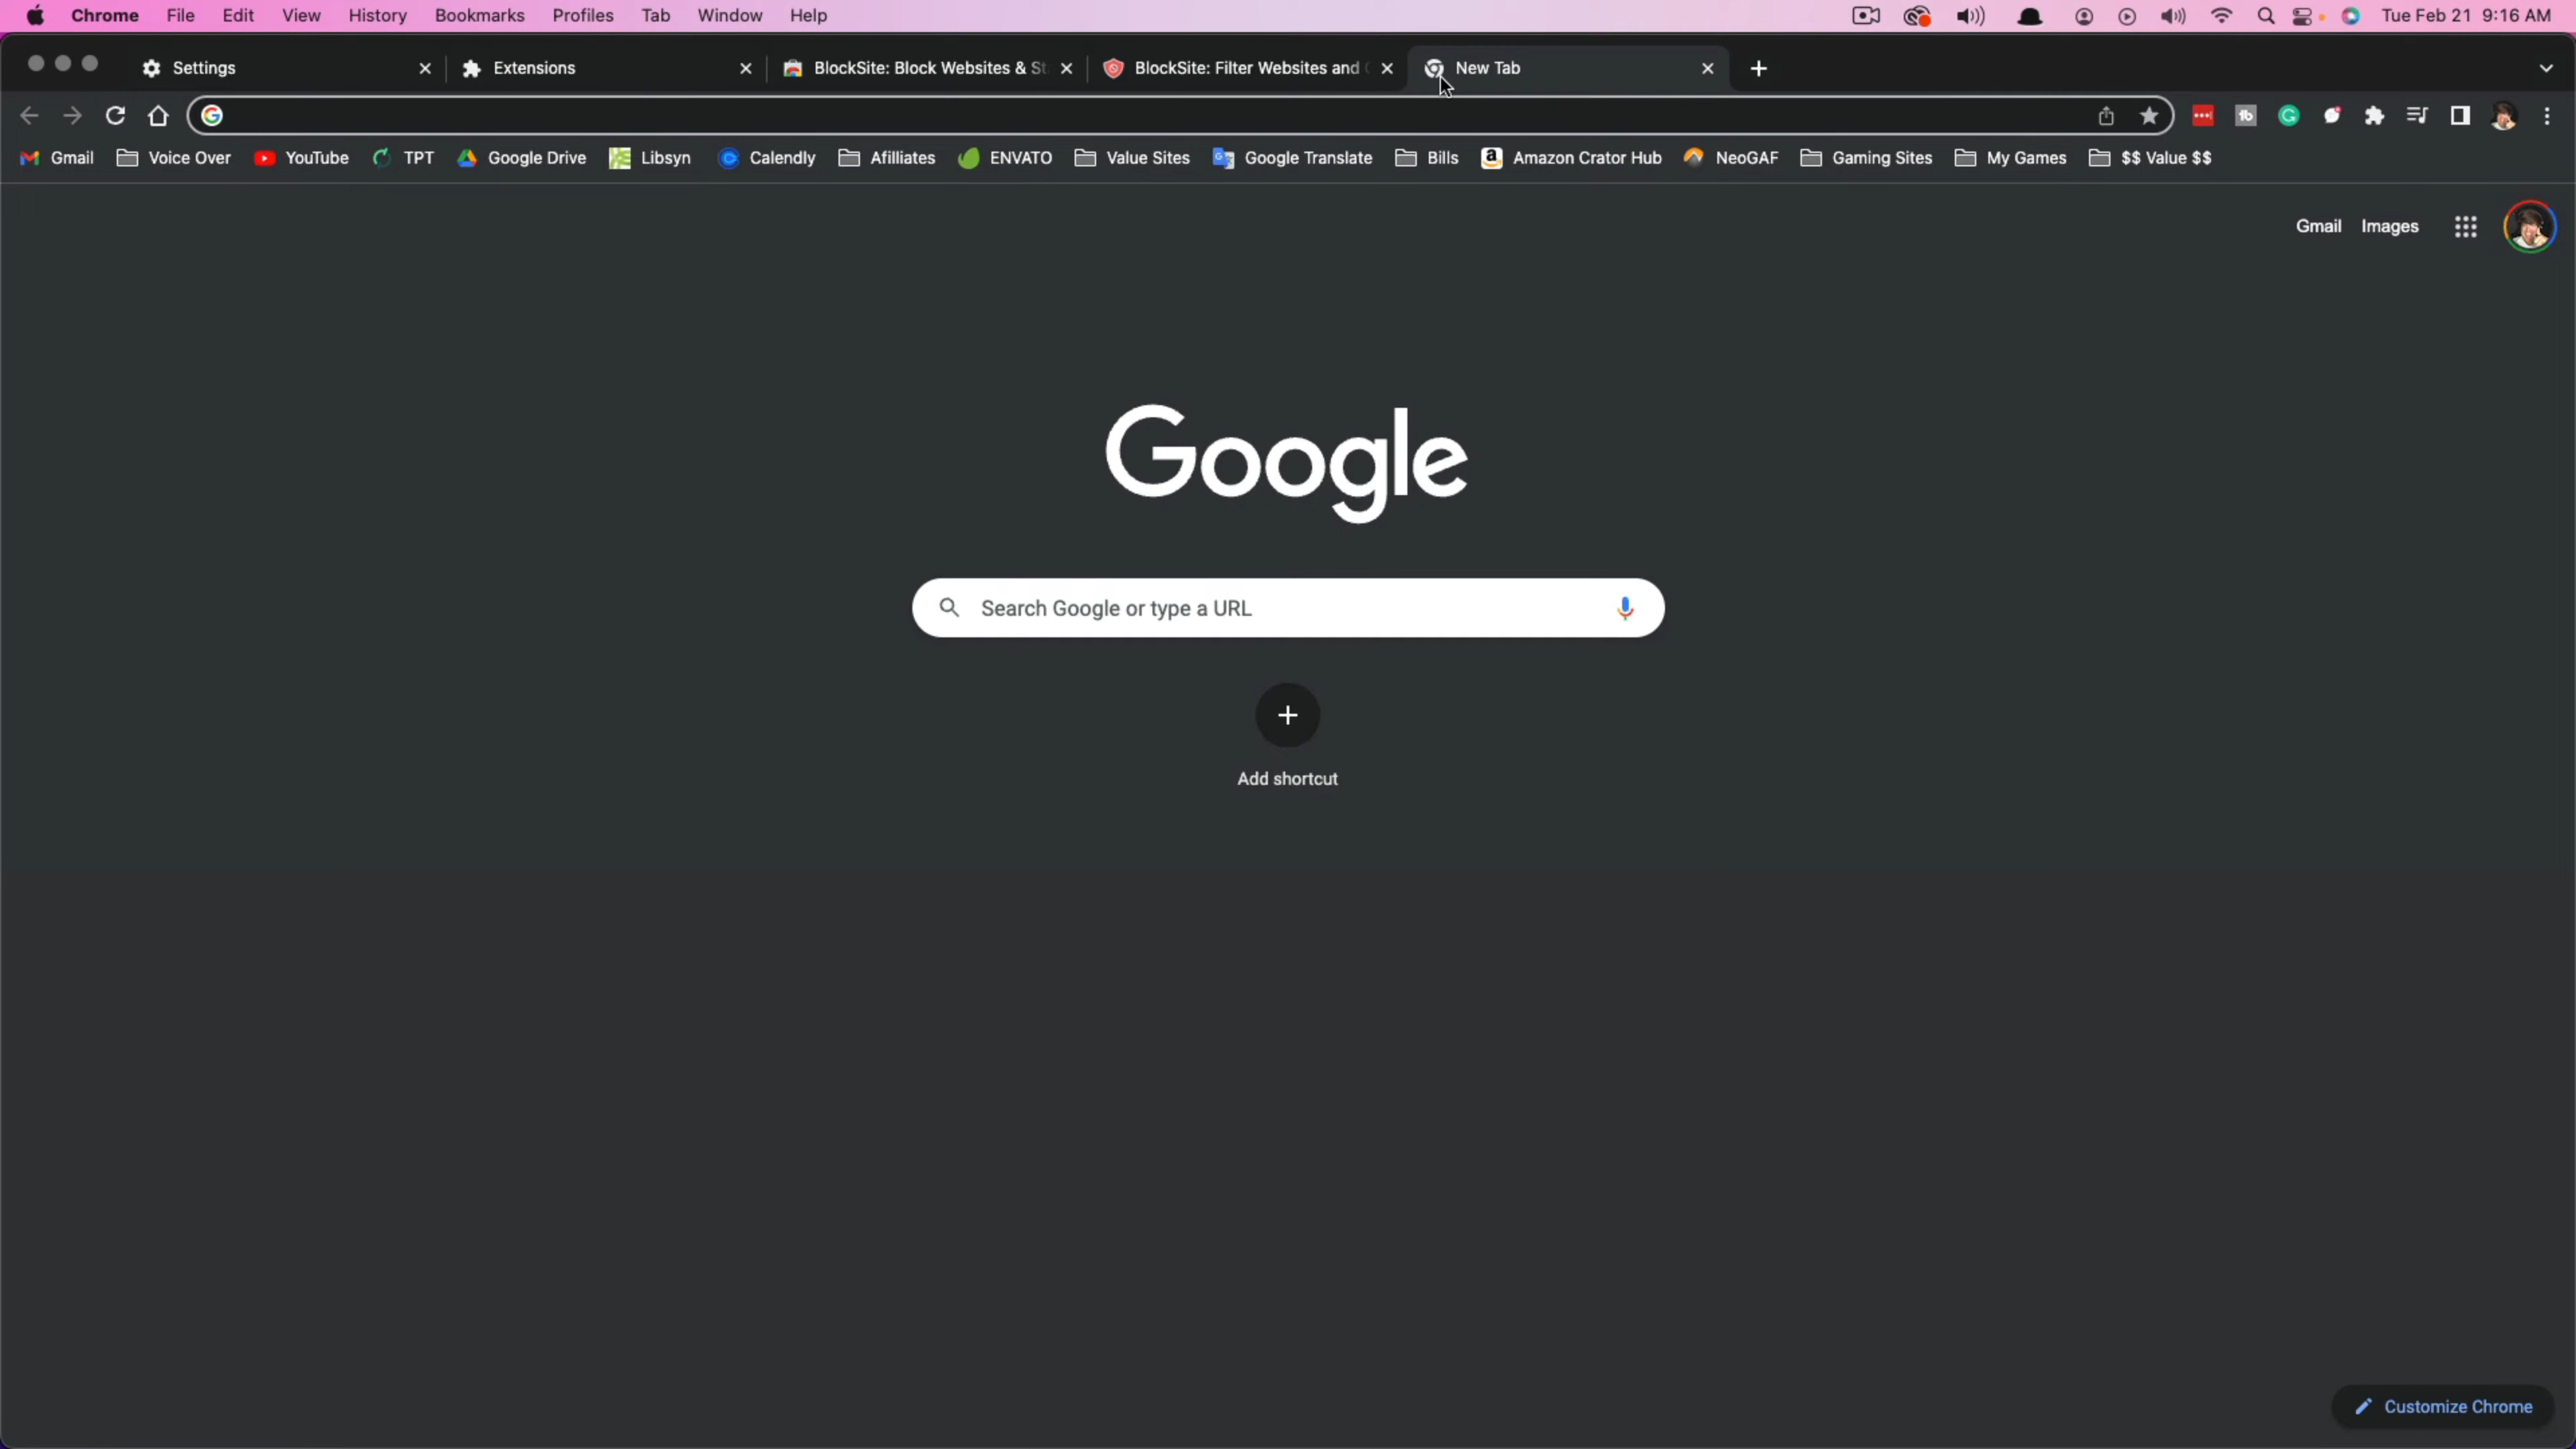 Chrome File Edit View History Bookmarks Profiles Tab Window Help Tue Feb 21 9:16 AM
Settings Extensions BlockSite: Block Websites & St BlockSite: Filter Websites and New Tab
Gmail Voice Over YouTube TPT Google Drive Libsyn Calendly Afilliates ENVATO Value Sites Google Translate Bills Amazon Crator Hub NeoGAF Gaming Sites My Games $$ Value $$
Gmail Images
Google
Search Google or type a URL
Add shortcut
Customize Chrome